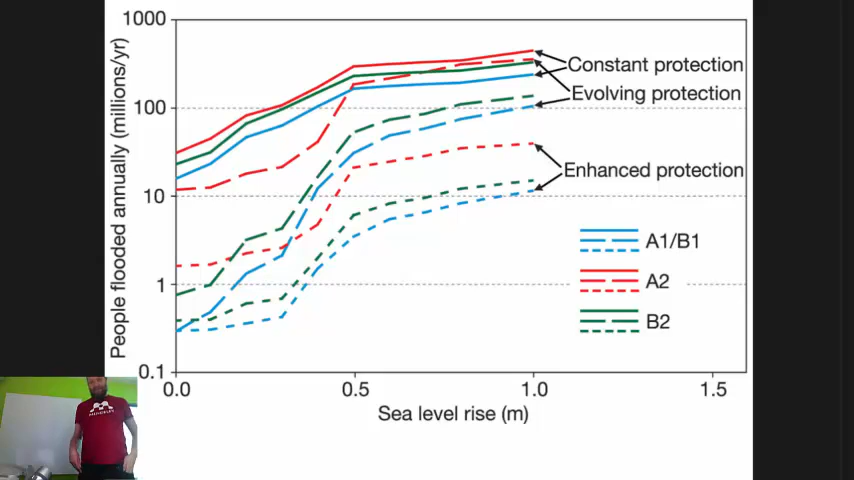 1000
100
10
1
0.1
People flooded annually (millions/yr)
Constant protection
Evolving protection
Enhanced protection
A1/B1
A2
B2
0.0
0.5
1.0
1.5
Sea level rise (m)